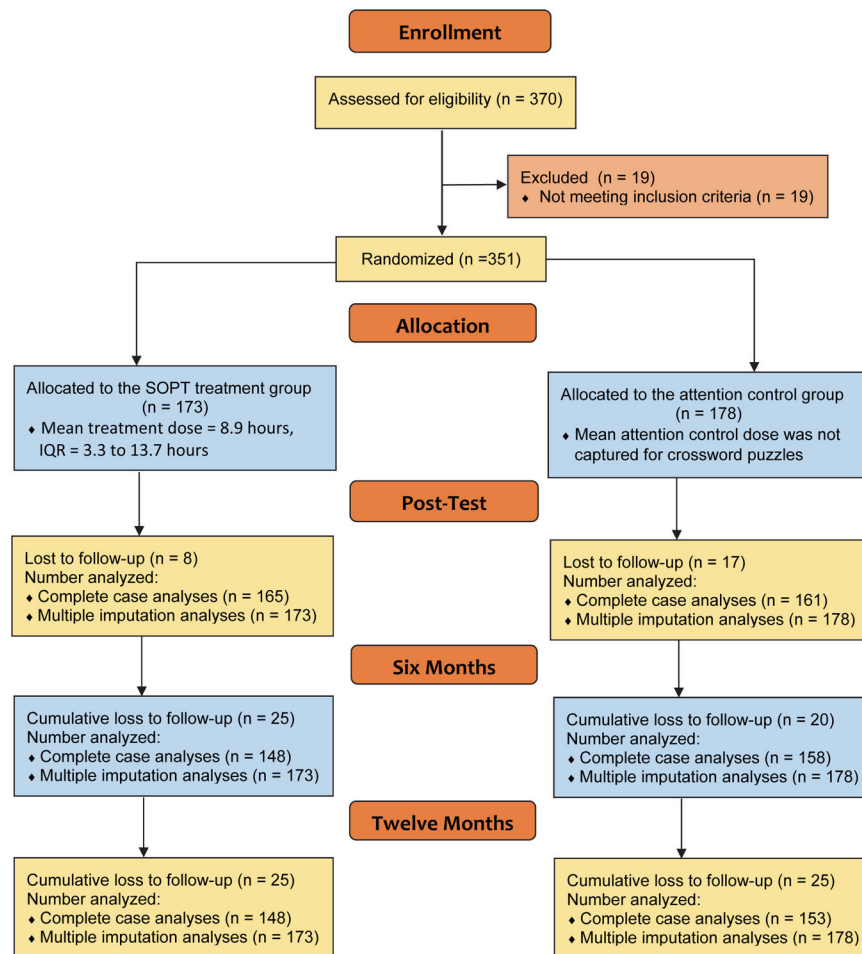 Enrollment
Assessed for eligibility (n = 370)
Excluded (n = 19)
♦ Not meeting inclusion criteria (n = 19)
Randomized (n =351)
Allocation
Allocated to the SOPT treatment group
(n = 173)
♦ Mean treatment dose = 8.9 hours,
IQR = 3.3 to 13.7 hours
Allocated to the attention control group
(n = 178)
♦ Mean attention control dose was not
captured for crossword puzzles
Post-Test
Lost to follow-up (n = 8)
Number analyzed:
♦ Complete case analyses (n = 165)
♦ Multiple imputation analyses (n = 173)
Lost to follow-up (n = 17)
Number analyzed:
♦ Complete case analyses (n = 161)
♦ Multiple imputation analyses (n = 178)
Six Months
Cumulative loss to follow-up (n = 25)
Number analyzed:
♦ Complete case analyses (n = 148)
♦ Multiple imputation analyses (n = 173)
Cumulative loss to follow-up (n = 20)
Number analyzed:
♦ Complete case analyses (n = 158)
♦ Multiple imputation analyses (n = 178)
Twelve Months
Cumulative loss to follow-up (n = 25)
Number analyzed:
♦ Complete case analyses (n = 148)
♦ Multiple imputation analyses (n = 173)
Cumulative loss to follow-up (n = 25)
Number analyzed:
♦ Complete case analyses (n = 153)
♦ Multiple imputation analyses (n = 178)